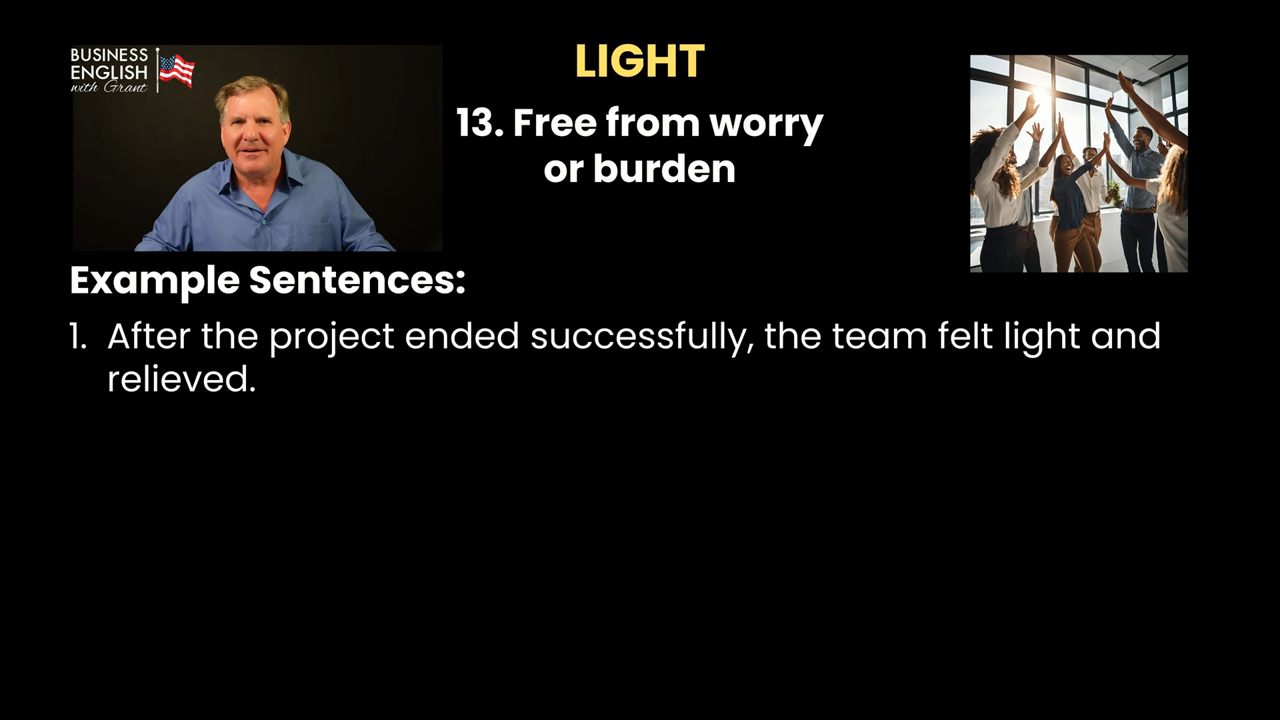 BUSINESS
ENGLISH
with Grant
LIGHT
13. Free from worry
or burden
Example Sentences:
1. After the project ended successfully, the team felt light and
relieved.